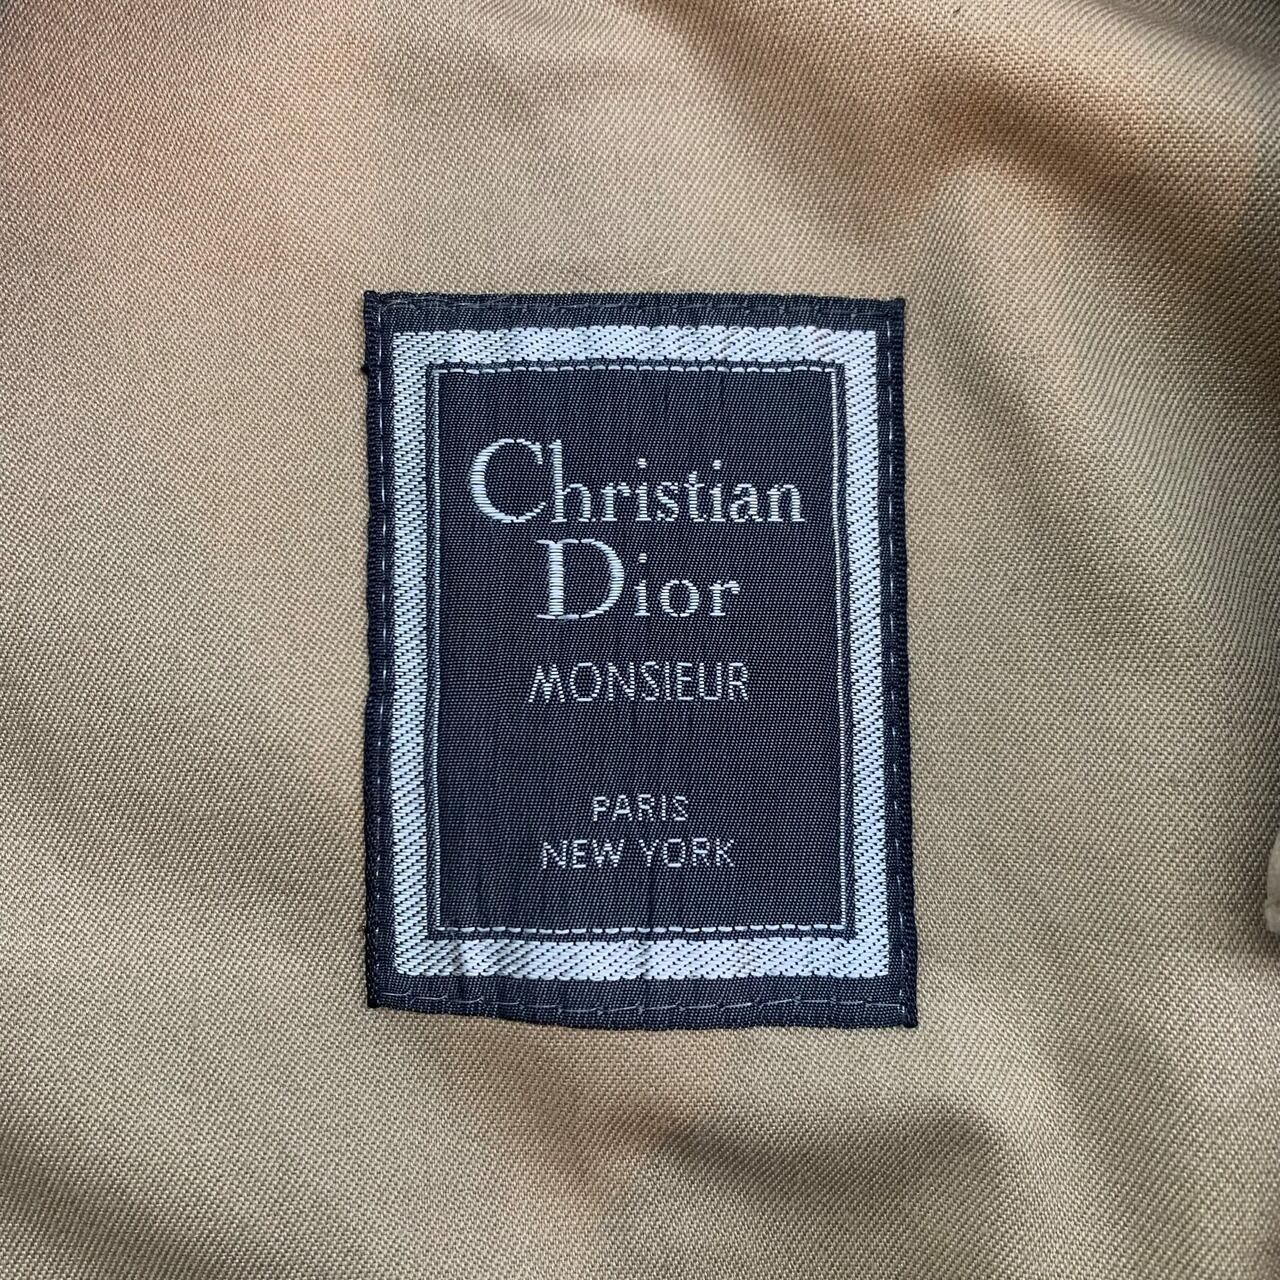 Christian
Dior
MONSIEUR
PARIS
NEW YORK